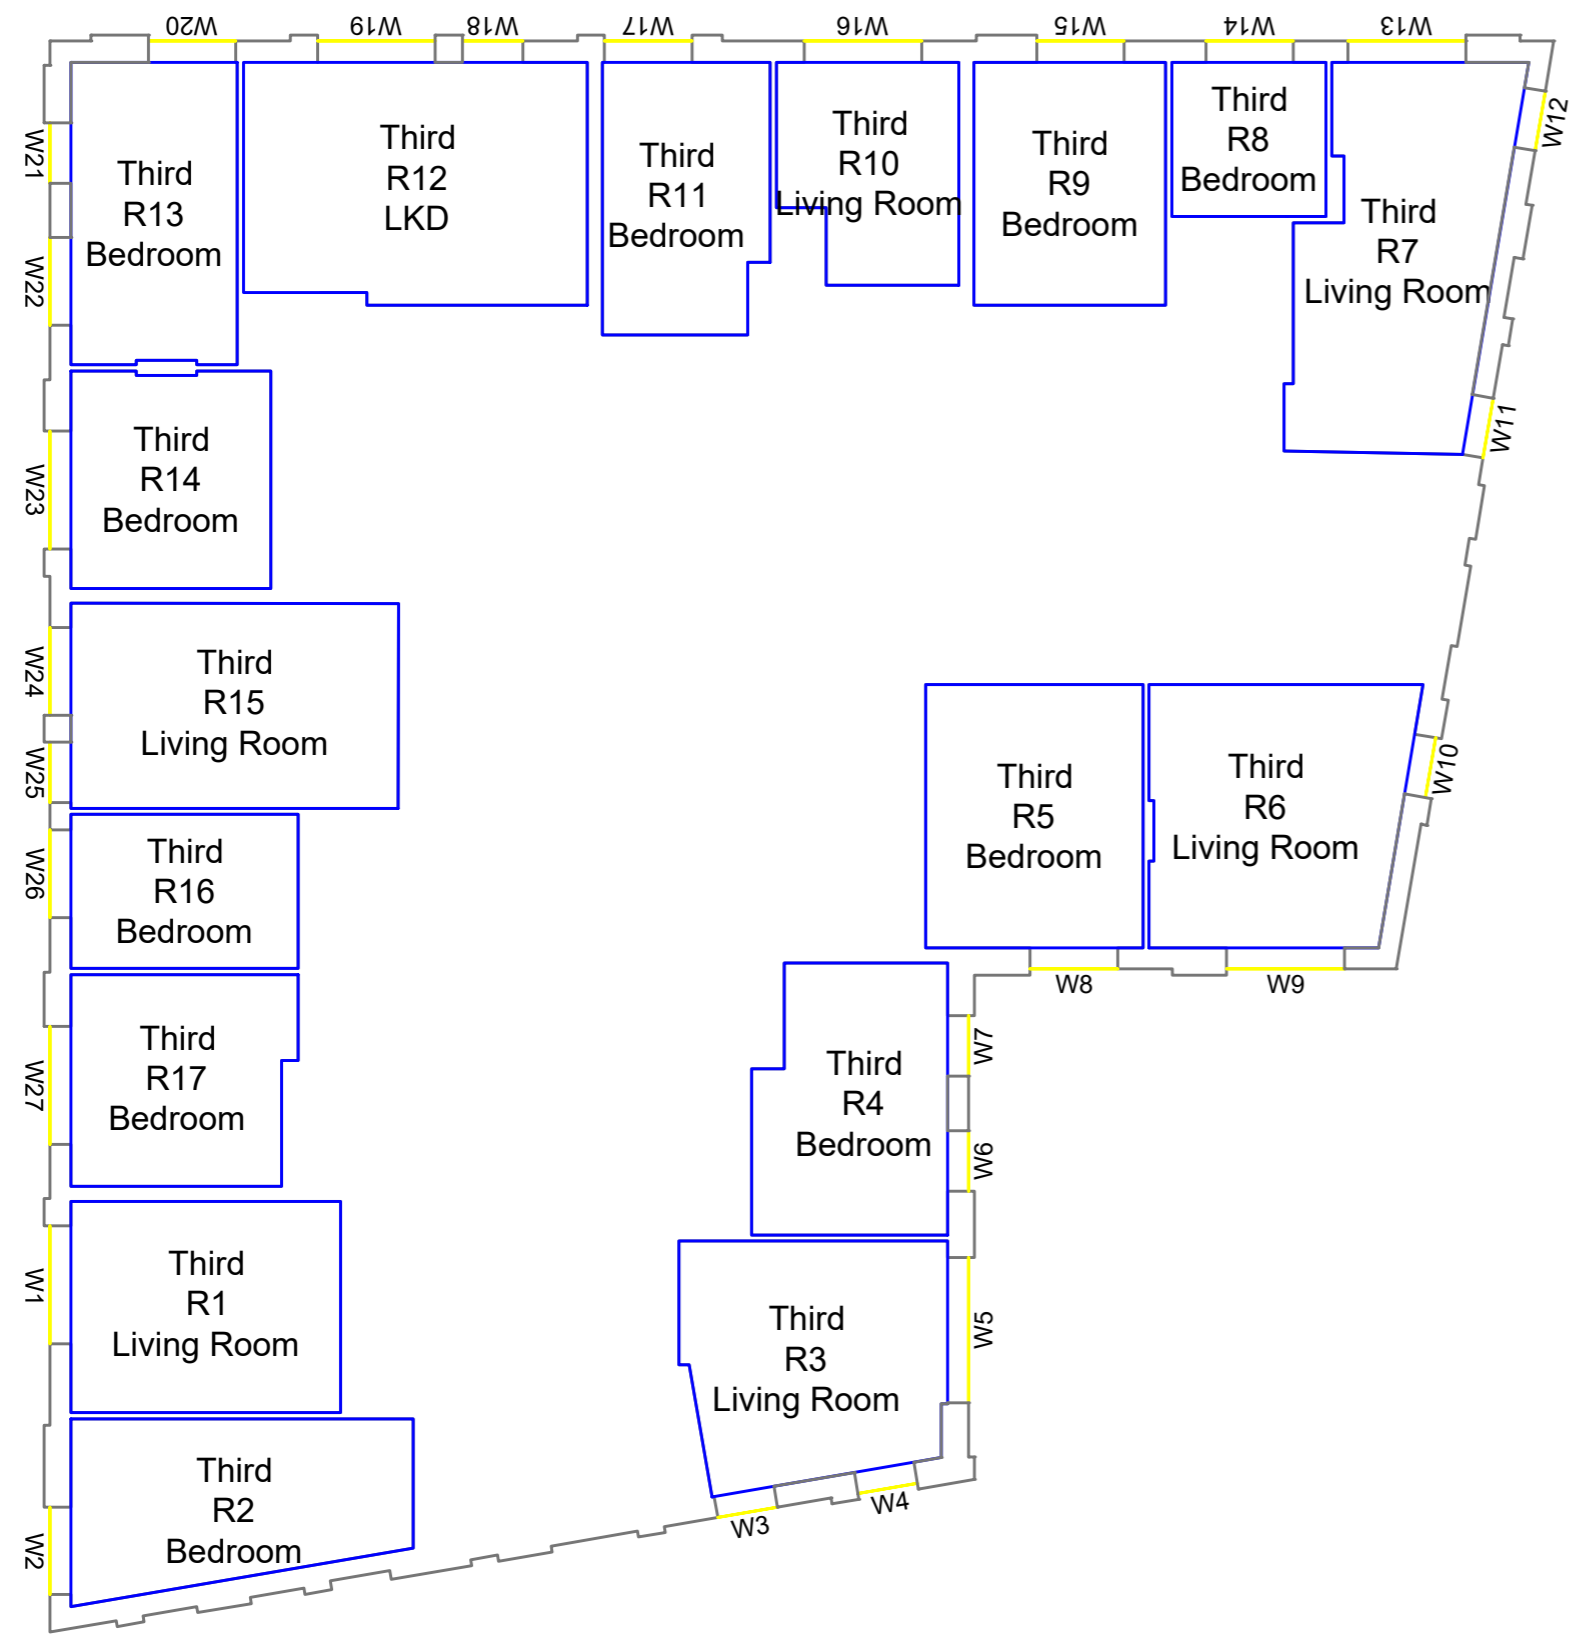 W20
W19
W18
W17
W16
W15
W14
W13
W12
W21
W22
W23
W24
W25
W26
W27
W1
W2
W11
W10
W8
W9
W7
W6
W5
W3
W4
Third
R13
Bedroom
Third
R12
LKD
Third
R11
Bedroom
Third
R10
Living Room
Third
R9
Bedroom
Third
R8
Bedroom
Third
R7
Living Room
Third
R14
Bedroom
Third
R15
Living Room
Third
R16
Bedroom
Third
R17
Bedroom
Third
R5
Bedroom
Third
R6
Living Room
Third
R4
Bedroom
Third
R1
Living Room
Third
R3
Living Room
Third
R2
Bedroom